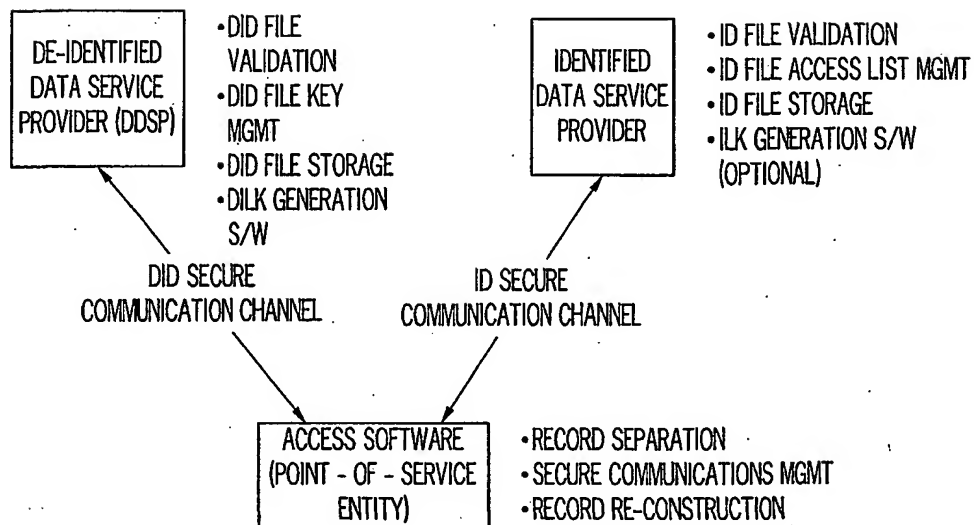 DE-IDENTIFIED
DATA SERVICE
PROVIDER (DDSP)
•DID FILE
VALIDATION
•DID FILE KEY
MGMT
•DID FILE STORAGE
•DILK GENERATION
S/W
IDENTIFIED
DATA SERVICE
PROVIDER
•ID FILE VALIDATION
•ID FILE ACCESS LIST MGMT
•ID FILE STORAGE
•ILK GENERATION S/W
(OPTIONAL)
DID SECURE
COMMUNICATION CHANNEL
ID SECURE
COMMUNICATION CHANNEL
ACCESS SOFTWARE
(POINT - OF - SERVICE
ENTITY)
•RECORD SEPARATION
•SECURE COMMUNICATIONS MGMT
•RECORD RE-CONSTRUCTION